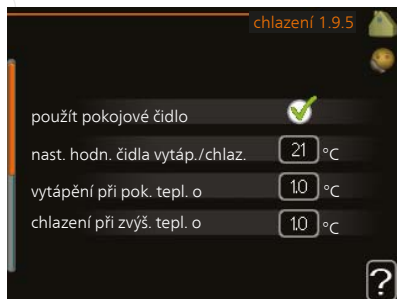 chlazení 1.9.5
použít pokojové čidlo
nast. hodn. čidla vytáp./chlaz. 21 °C
vytápění při pok. tepl. o 1.0 °C
chlazení při zvýš. tepl. o 1.0 °C
?